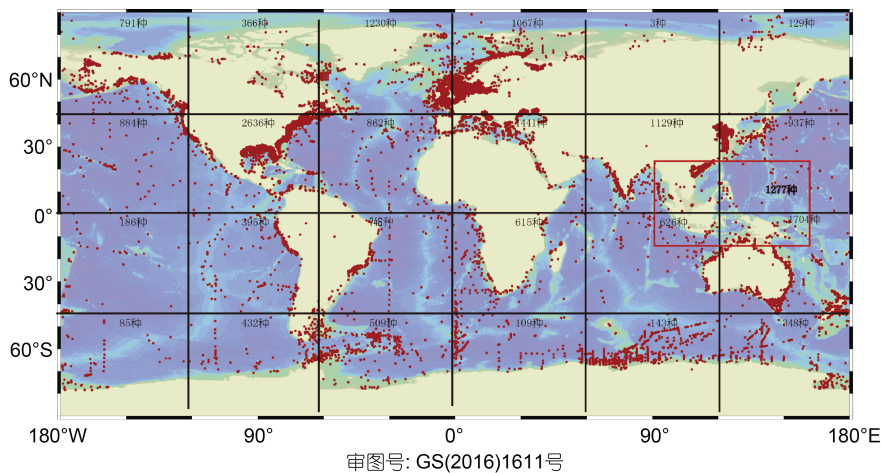 791种 366种 1230种 1067种 3种 129种
60°N
884种 2636种 862种 1441种 1129种 937种
30°N
1277种
0°
186种 395种 615种 626种 1704种
30°S
85种 432种 509种 109种 143种 348种
60°S
180°W 90° 0° 90° 180°E
审图号: GS(2016)1611号